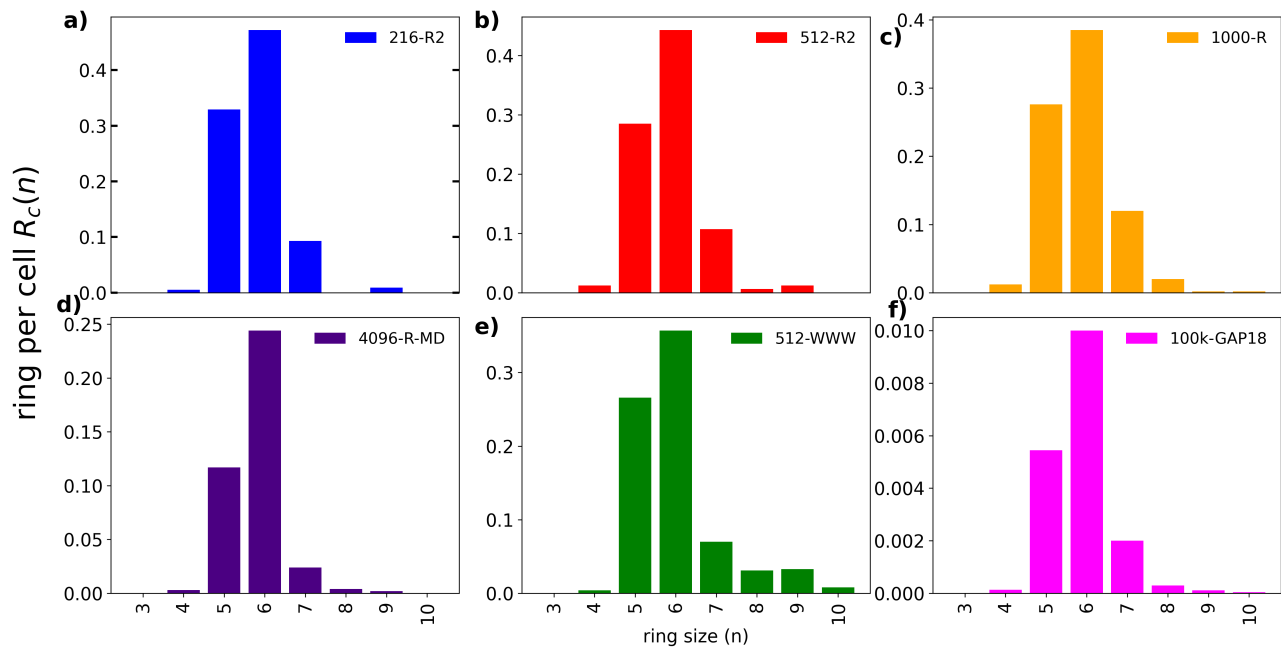 ring per cell R_c(n)
a)
216-R2
0.4
0.3
0.2
0.1
0.0
b)
512-R2
0.4
0.3
0.2
0.1
0.0
c)
1000-R
0.4
0.3
0.2
0.1
0.0
d)
4096-R-MD
0.25
0.20
0.15
0.10
0.05
0.00
3 4 5 6 7 8 9 10
e)
512-WWW
0.3
0.2
0.1
0.0
3 4 5 6 7 8 9 10
ring size (n)
f)
100k-GAP18
0.010
0.008
0.006
0.004
0.002
0.000
3 4 5 6 7 8 9 10